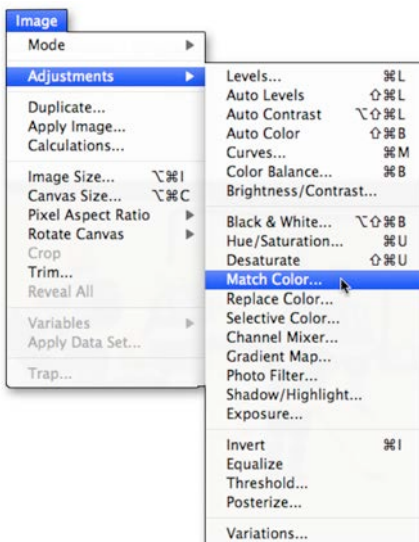 Image
Mode
Adjustments
Duplicate...
Apply Image...
Calculations...
Image Size... ⌥⌘I
Canvas Size... ⌥⌘C
Pixel Aspect Ratio
Rotate Canvas
Crop
Trim...
Reveal All
Variables
Apply Data Set...
Trap...
Levels... ⌘L
Auto Levels ⇧⌘L
Auto Contrast ⌥⇧⌘L
Auto Color ⇧⌘B
Curves... ⌘M
Color Balance... ⌘B
Brightness/Contrast...
Black & White... ⌥⇧⌘B
Hue/Saturation... ⌘U
Desaturate ⇧⌘U
Match Color...
Replace Color...
Selective Color...
Channel Mixer...
Gradient Map...
Photo Filter...
Shadow/Highlight...
Exposure...
Invert ⌘I
Equalize
Threshold...
Posterize...
Variations...